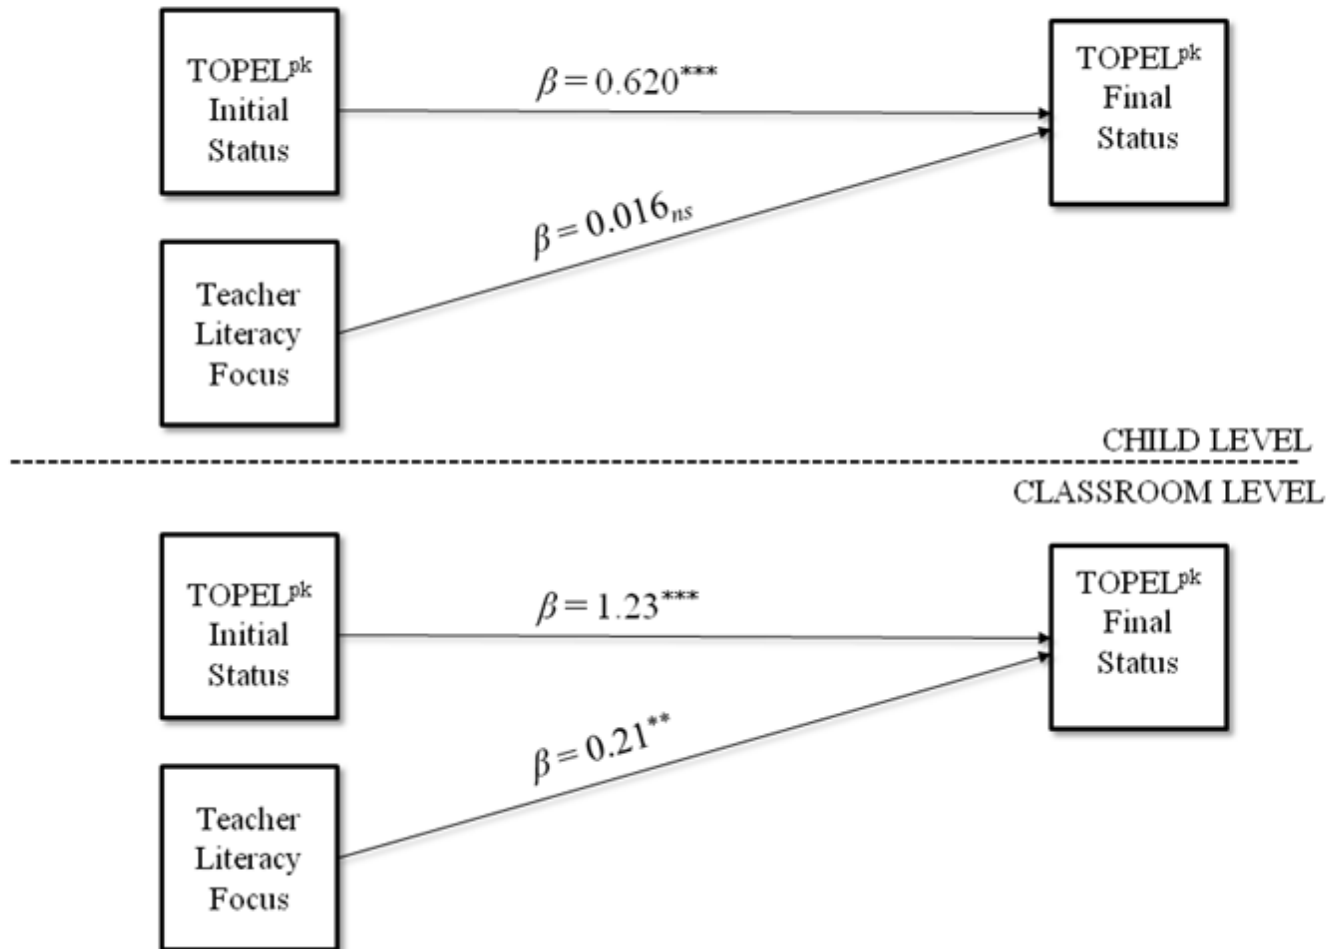 TOPELᵖᵏ
Initial
Status
β = 0.620***
TOPELᵖᵏ
Final
Status
β = 0.016ns
Teacher
Literacy
Focus
CHILD LEVEL
CLASSROOM LEVEL
TOPELᵖᵏ
Initial
Status
β = 1.23***
TOPELᵖᵏ
Final
Status
β = 0.21**
Teacher
Literacy
Focus